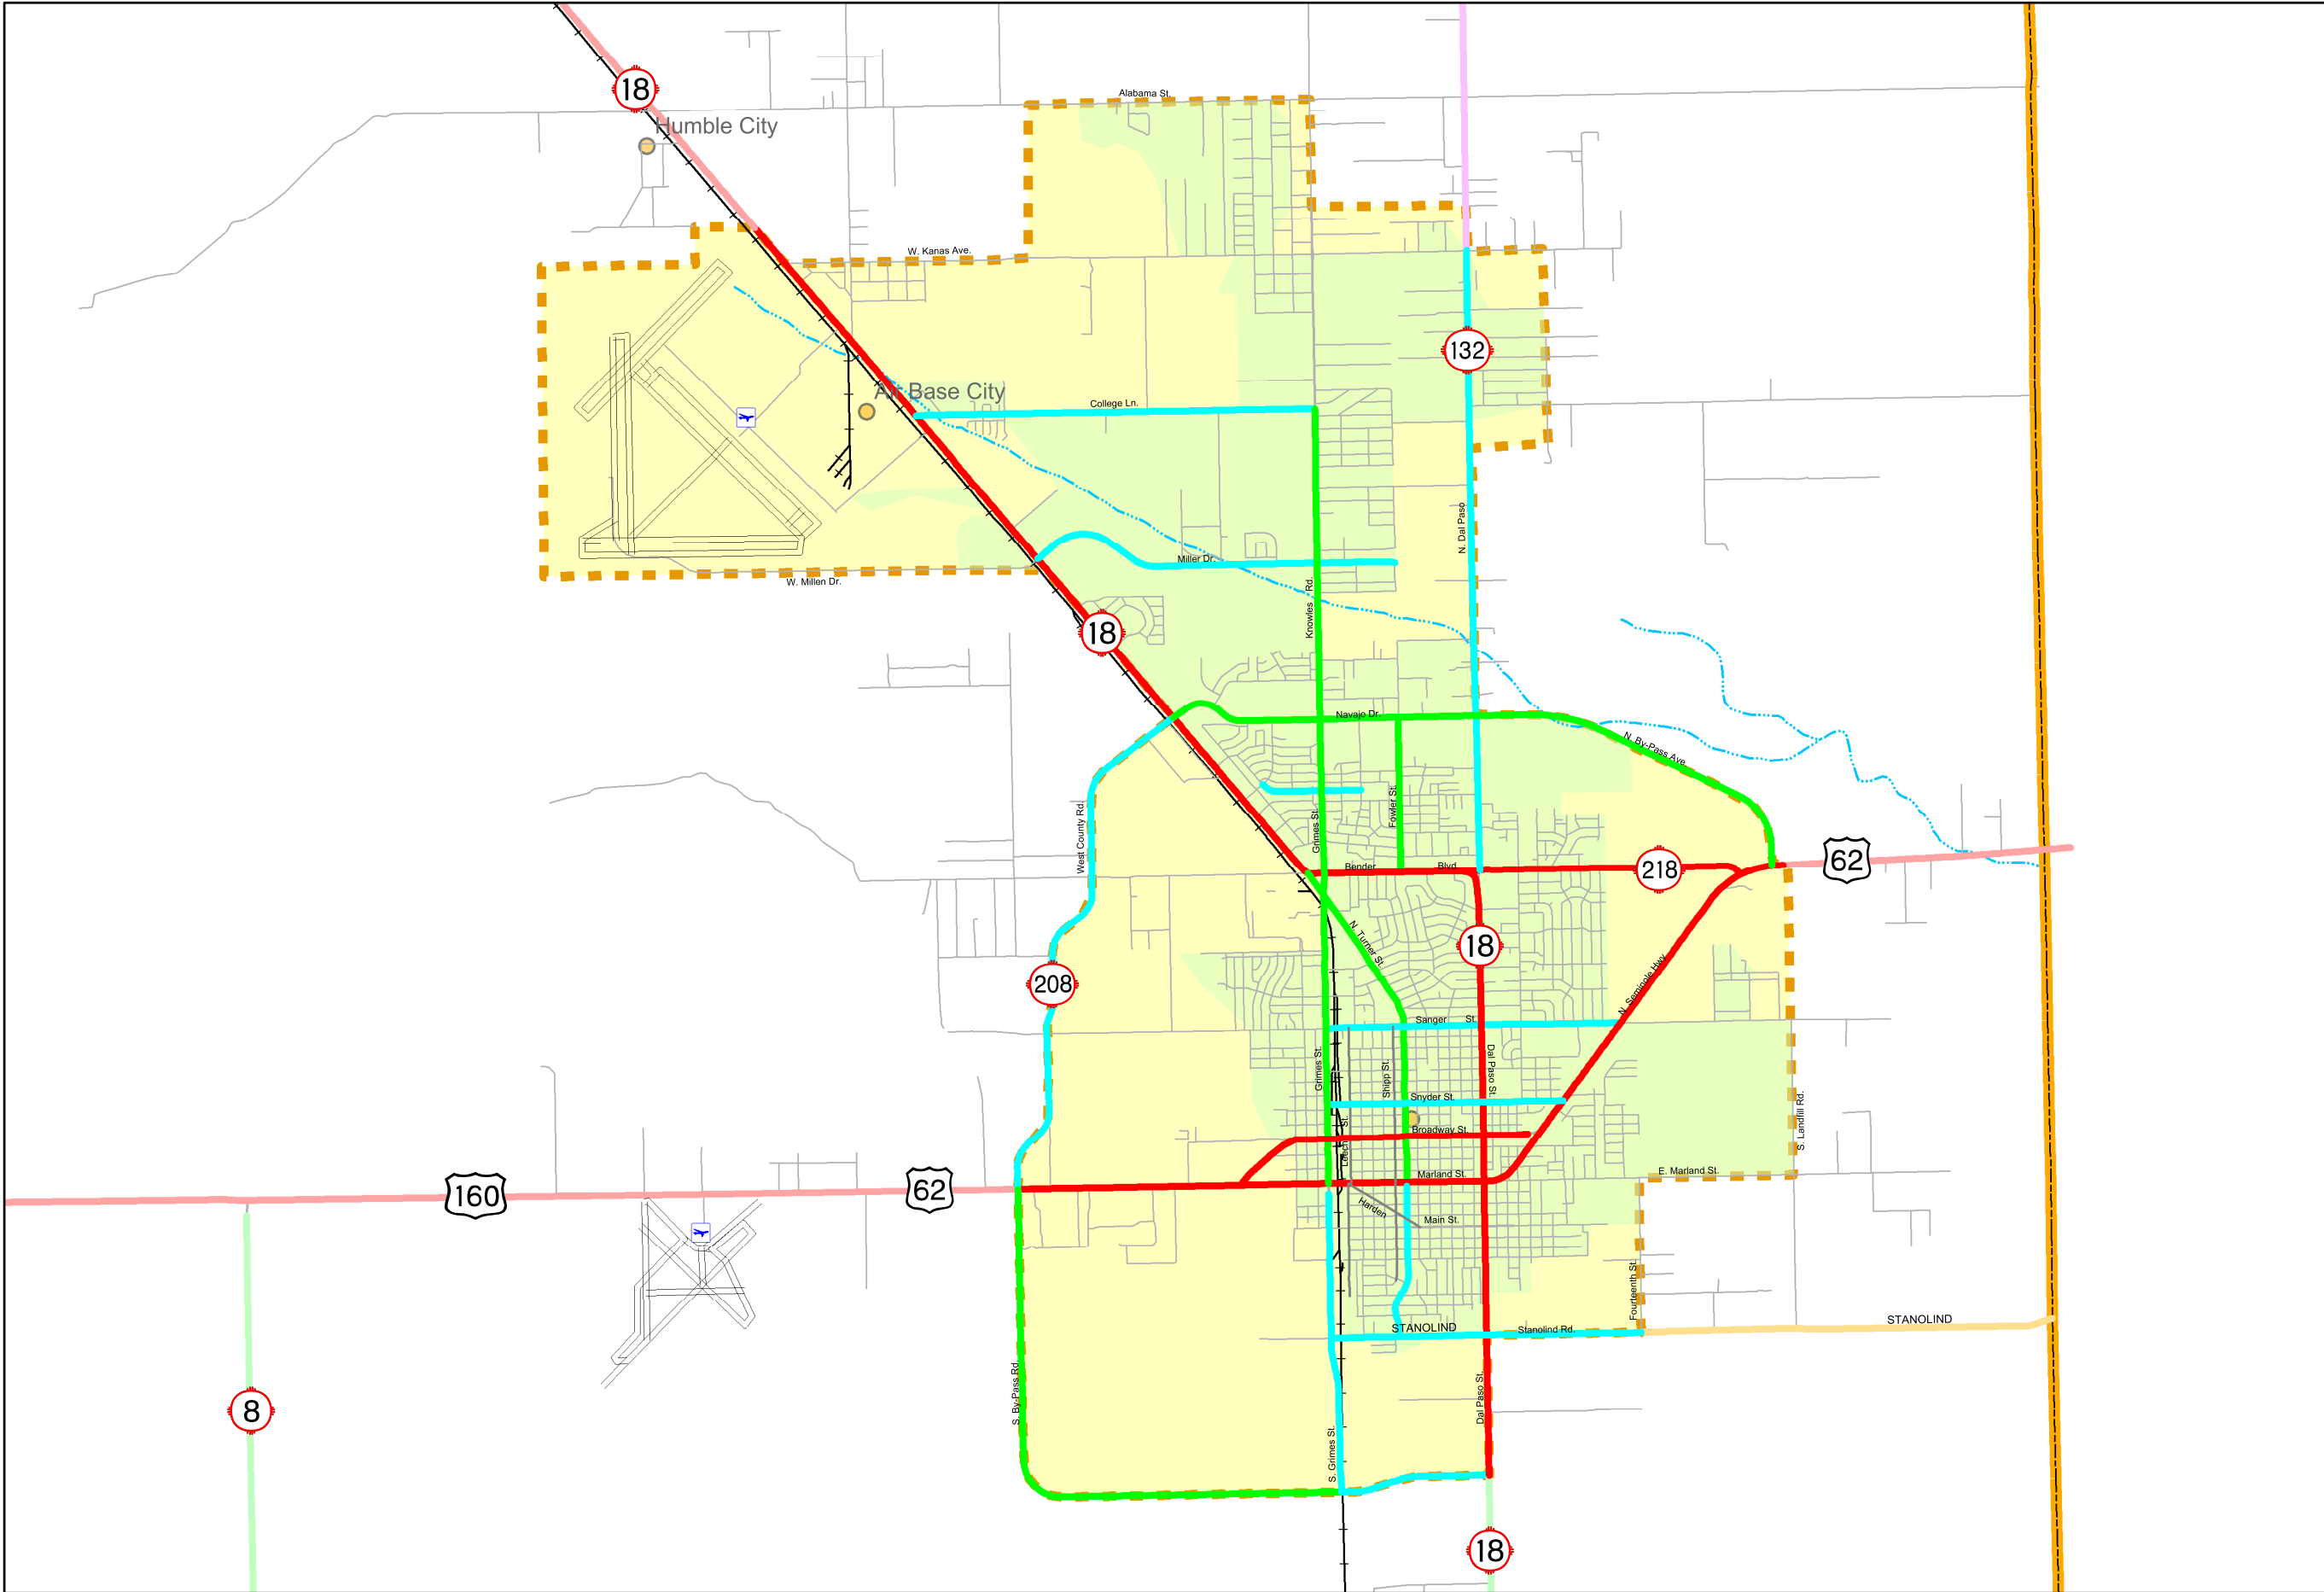 18
Alabama St.
Humble City
W. Kanas Ave.
132
Air Base City
College Ln.
N. Dal Paso
Miller Dr.
W. Millen Dr.
Knowles Rd.
18
Navajo Dr.
N. By-Pass Ave.
West County Rd.
Grimes St.
Fowler St.
62
Bender Blvd.
218
N. Turner St.
18
208
N. Seminole Hwy.
Sanger St.
Grimes St.
Shipp St.
Dal Paso St.
Snyder St.
S. Landfill Rd.
Leech St.
Broadway St.
E. Marland St.
Marland St.
160
62
Harden
Main St.
Fourteenth St.
STANOLIND
Stanolind Rd.
STANOLIND
S. By-Pass Rd.
Dal Paso St.
8
S. Grimes St.
18